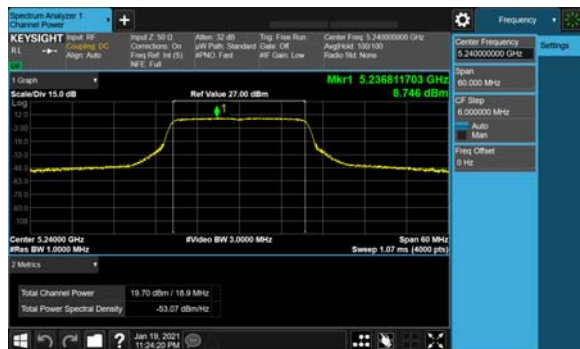 Spectrum Analyzer 1
Channel Power
+
Frequency
KEYSIGHT Input: RF
RL
Coupling: DC
Align: Auto
Input Z: 50 Ω
Corrections: On
Freq Ref: Int (S)
NFE: Full
Atten: 32 dB
µW Path: Standard
#PNO: Fast
Trig: Free Run
Gate: Off
#IF Gain: Low
Center Freq: 5.240000000 GHz
Avg|Hold: 100/100
Radio Std: None
Center Frequency
5.240000000 GHz
Settings
Span
60.000 MHz
CF Step
6.000000 MHz
Auto
Man
Freq Offset
0 Hz
1 Graph
Scale/Div 15.0 dB
Ref Value 27.00 dBm
Mkr1 5.236811703 GHz
8.746 dBm
Log
12.0
-3.00
-18.0
-33.0
-48.0
-63.0
-78.0
-93.0
-108
1
Center 5.24000 GHz
#Video BW 3.0000 MHz
Span 60 MHz
#Res BW 1.0000 MHz
Sweep 1.07 ms (4000 pts)
2 Metrics
Total Channel Power 19.70 dBm / 18.9 MHz
Total Power Spectral Density -53.07 dBm/Hz
?
Jan 19, 2021
11:24:20 PM